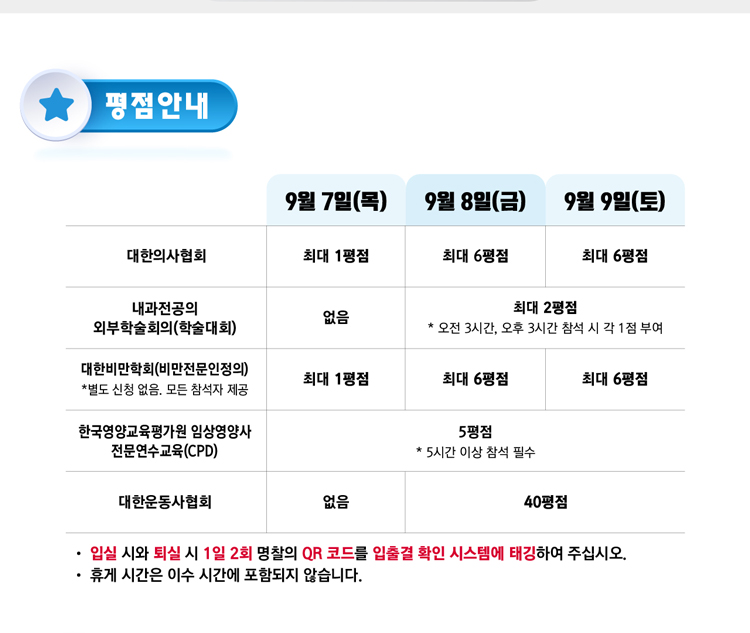 평점안내
9월 7일(목) 9월 8일(금) 9월 9일(토)
대한의사협회 최대 1평점 최대 6평점 최대 6평점
내과전공의
외부학술회의(학술대회)
없음
최대 2평점
* 오전 3시간, 오후 3시간 참석 시 각 1점 부여
대한비만학회(비만전문인정의)
*별도 신청 없음. 모든 참석자 제공
최대 1평점 최대 6평점 최대 6평점
한국영양교육평가원 임상영양사
전문연수교육(CPD)
5평점
* 5시간 이상 참석 필수
대한운동사협회 없음 40평점
• 입실 시와 퇴실 시 1일 2회 명찰의 QR 코드를 입출결 확인 시스템에 태깅하여 주십시오.
• 휴게 시간은 이수 시간에 포함되지 않습니다.